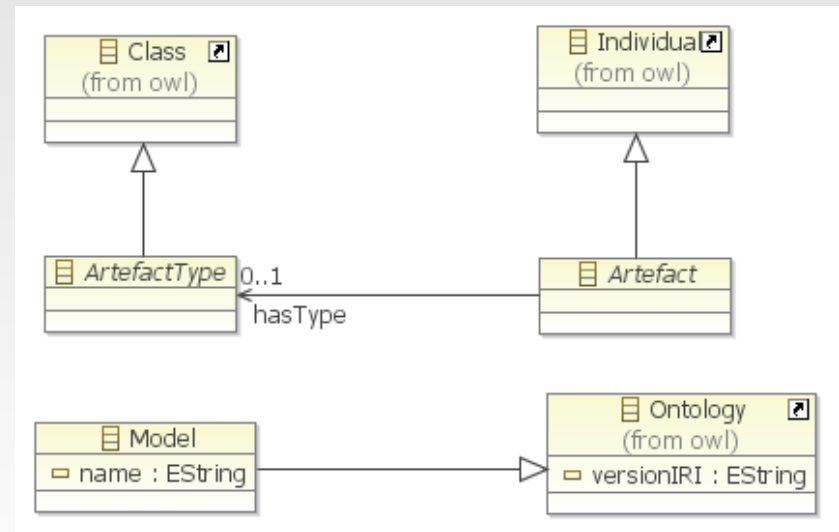 Class
(from owl)
Individual
(from owl)
ArtefactType
0..1
hasType
Artefact
Model
name : EString
Ontology
(from owl)
versionIRI : EString